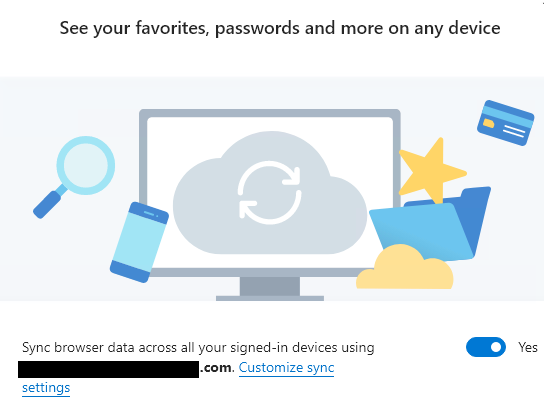 See your favorites, passwords and more on any device
Sync browser data across all your signed-in devices using
.com. Customize sync
settings
Yes